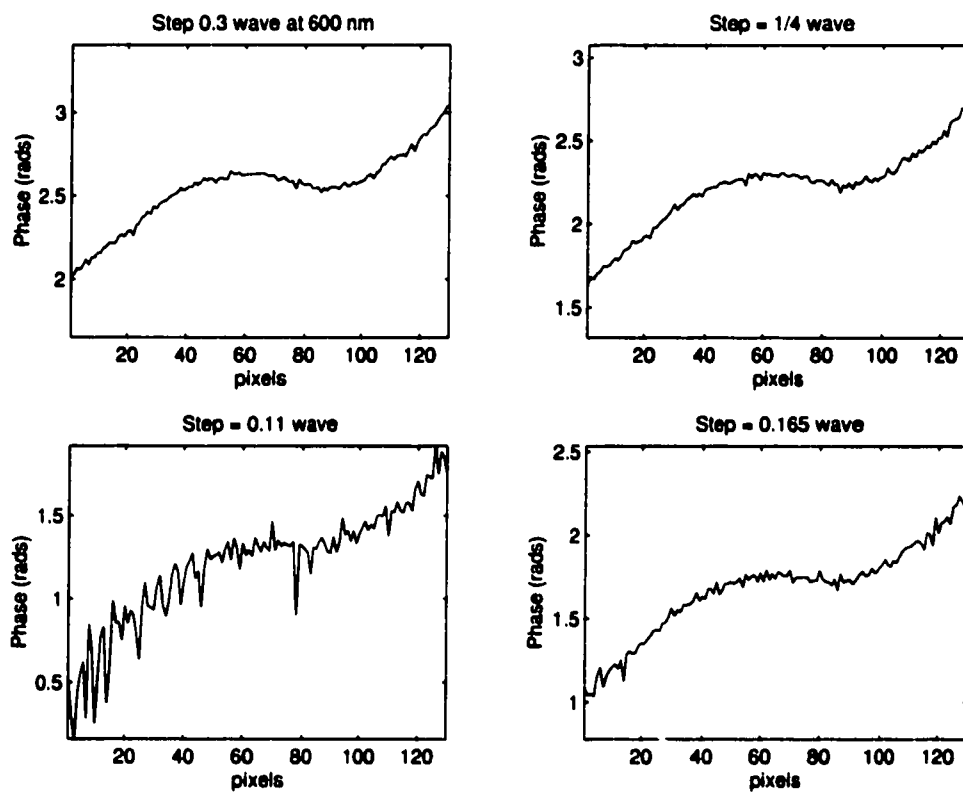 Step 0.3 wave at 600 nm
3
2.5
2
Phase (rads)
20 40 60 80 100 120
pixels
Step = 1/4 wave
3
2.5
2
1.5
Phase (rads)
20 40 60 80 100 120
pixels
Step = 0.11 wave
1.5
1
0.5
Phase (rads)
20 40 60 80 100 120
pixels
Step = 0.165 wave
2.5
2
1.5
1
Phase (rads)
20 40 60 80 100 120
pixels